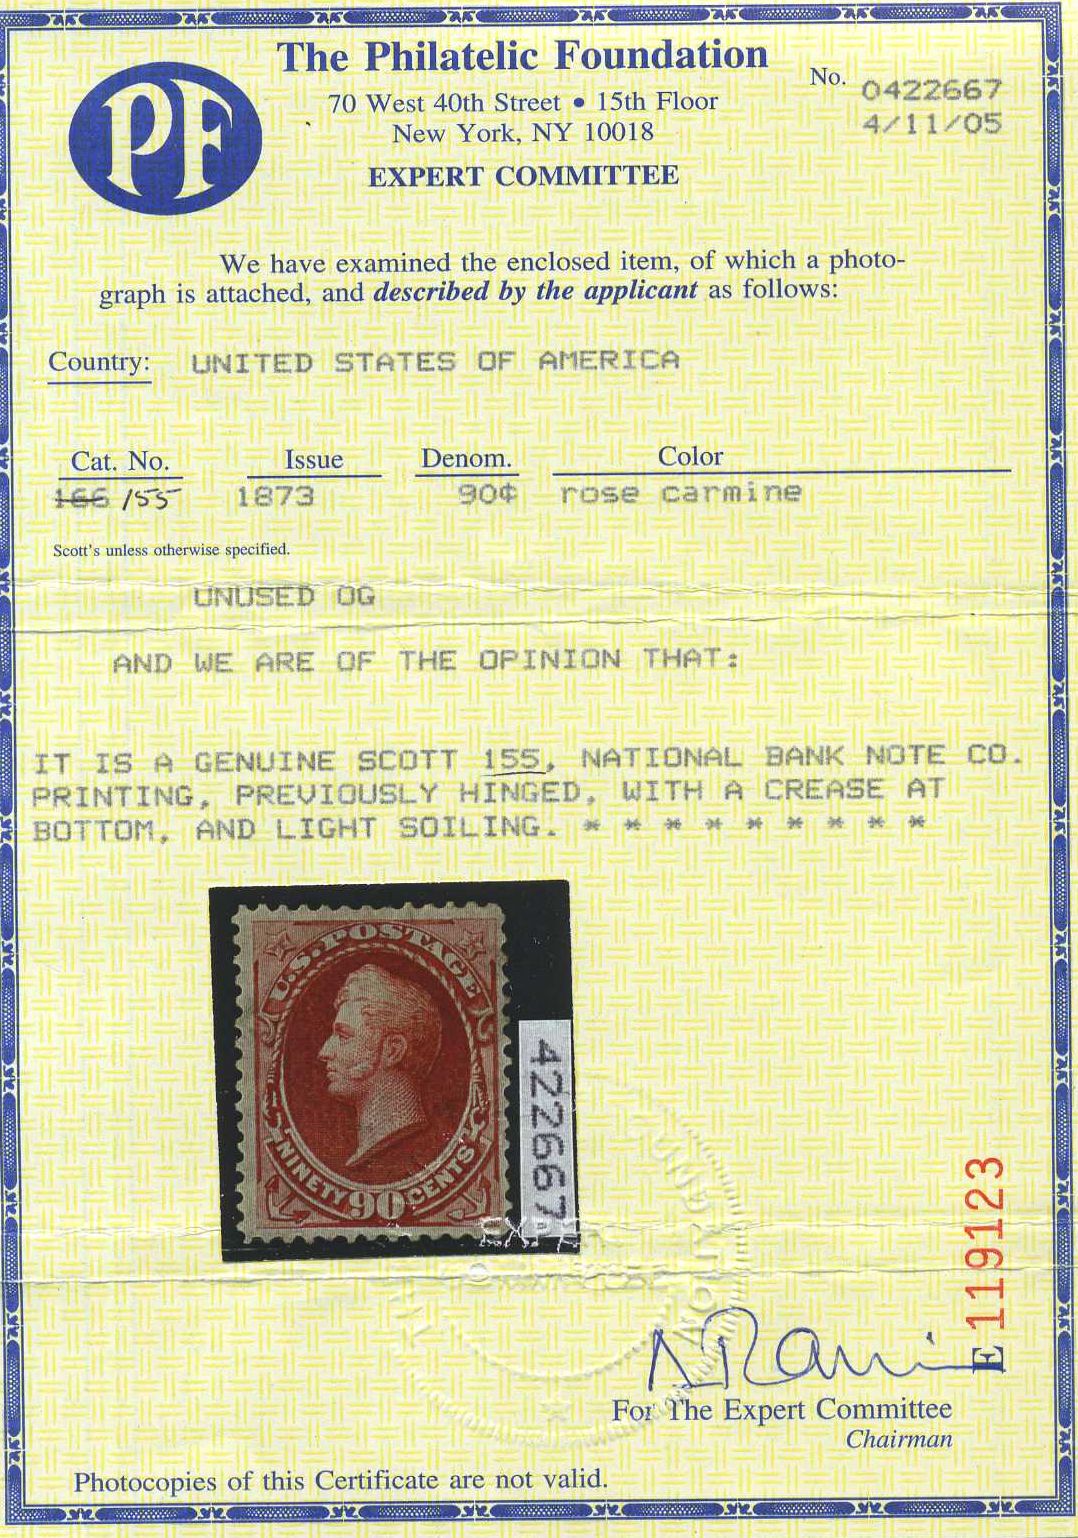 The Philatelic Foundation
PF
70 West 40th Street • 15th Floor
New York, NY 10018
EXPERT COMMITTEE
No. 0422667
4/11/05
We have examined the enclosed item, of which a photo-
graph is attached, and described by the applicant as follows:
Country: UNITED STATES OF AMERICA
Cat. No. Issue Denom. Color
166 /155 1873 90¢ rose carmine
Scott's unless otherwise specified.
UNUSED OG
AND WE ARE OF THE OPINION THAT:
IT IS A GENUINE SCOTT 155, NATIONAL BANK NOTE CO.
PRINTING, PREVIOUSLY HINGED, WITH A CREASE AT
BOTTOM, AND LIGHT SOILING. * * * * * * * * *
U.S. POSTAGE
NINETY 90 CENTS
422667
E 119123
For The Expert Committee
Chairman
Photocopies of this Certificate are not valid.